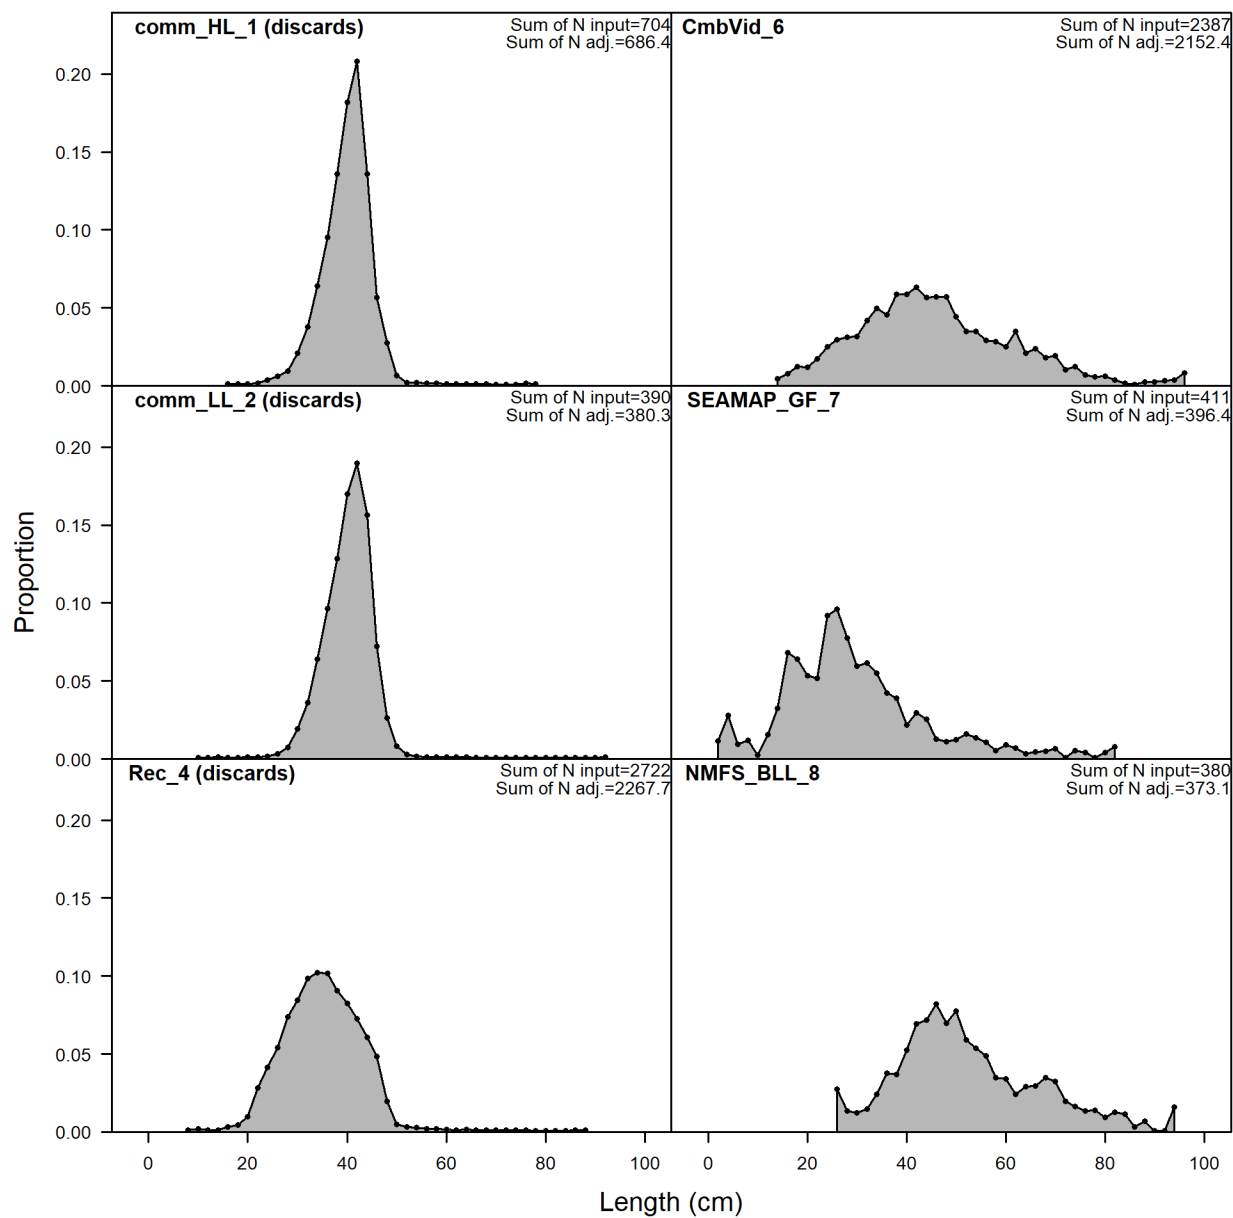 comm_HL_1 (discards)
Sum of N input=704
Sum of N adj.=686.4
CmbVid_6
Sum of N input=2387
Sum of N adj.=2152.4
0.20
0.15
0.10
0.05
0.00
comm_LL_2 (discards)
Sum of N input=390
Sum of N adj.=380.3
SEAMAP_GF_7
Sum of N input=411
Sum of N adj.=396.4
0.20
0.15
0.10
0.05
0.00
Rec_4 (discards)
Sum of N input=2722
Sum of N adj.=2267.7
NMFS_BLL_8
Sum of N input=380
Sum of N adj.=373.1
0.20
0.15
0.10
0.05
0.00
Proportion
0 20 40 60 80 100
0 20 40 60 80 100
Length (cm)